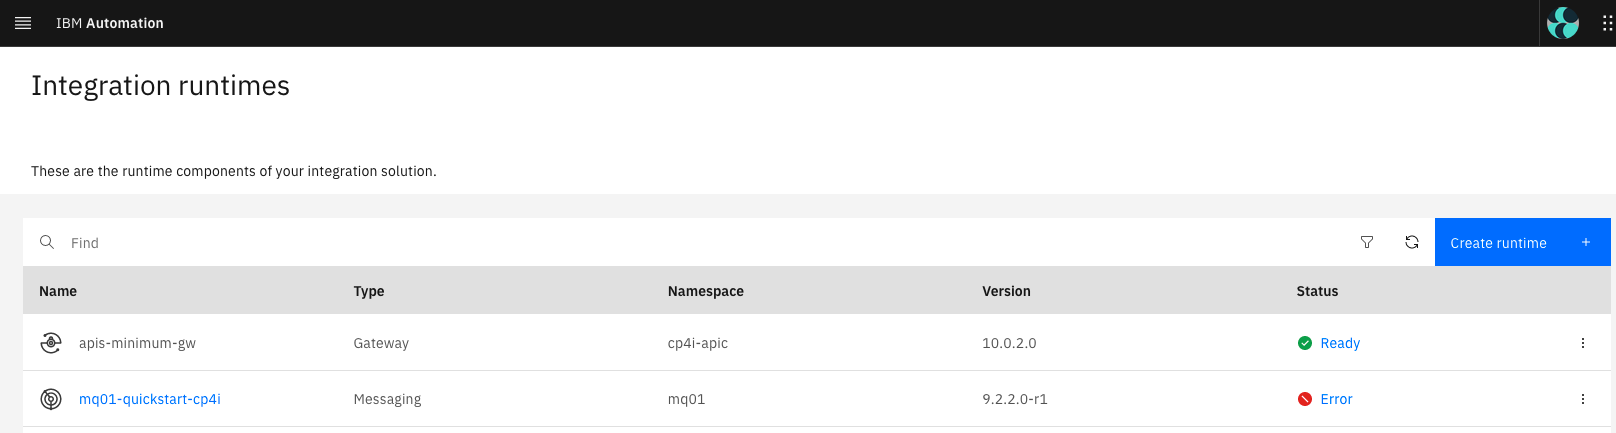 IBM Automation
Integration runtimes
These are the runtime components of your integration solution.
Find Create runtime +
Name Type Namespace Version Status
apis-minimum-gw Gateway cp4i-apic 10.0.2.0 Ready
mq01-quickstart-cp4i Messaging mq01 9.2.2.0-r1 Error